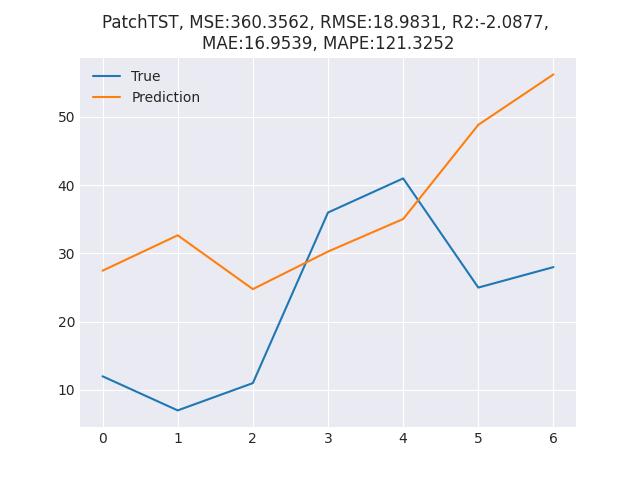 PatchTST, MSE:360.3562, RMSE:18.9831, R2:-2.0877,
MAE:16.9539, MAPE:121.3252
True
Prediction
50
40
30
20
10
0 1 2 3 4 5 6